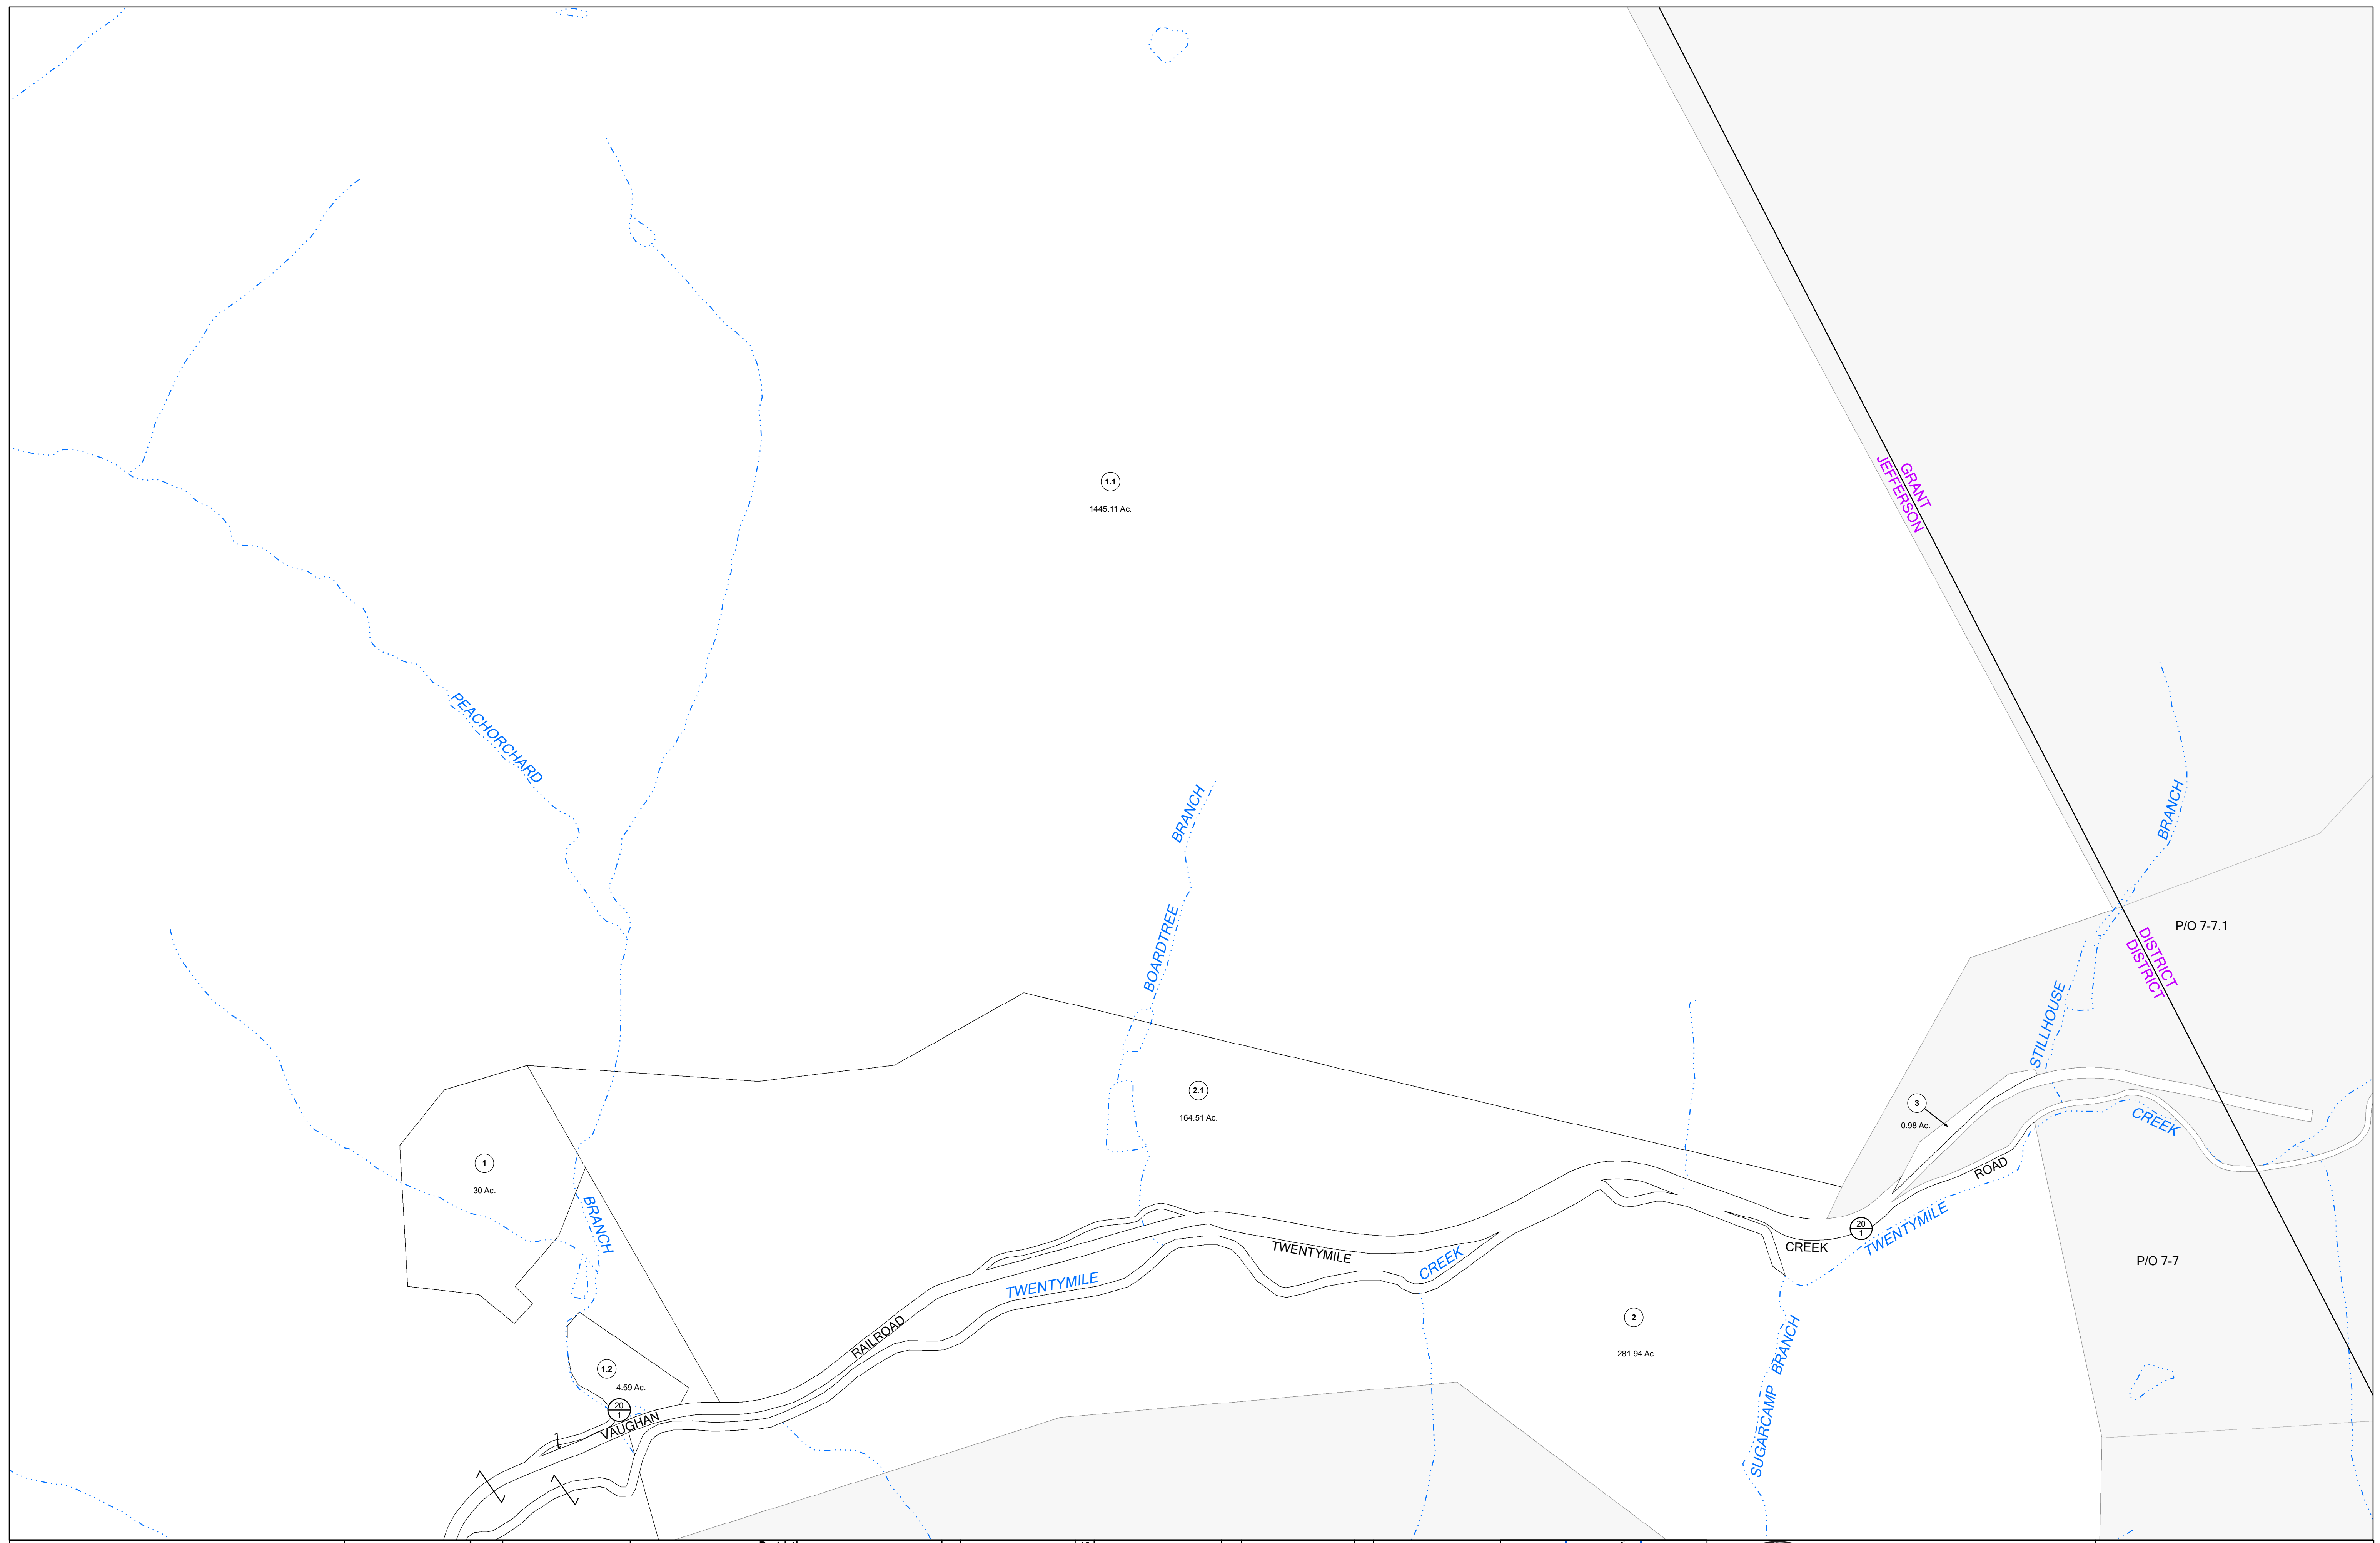 1.1
1445.11 Ac.
GRANT
JEFFERSON
PEACHORCHARD
BRANCH
BRANCH
BOARDTREE
P/O 7-7.1
DISTRICT
DISTRICT
STILLHOUSE
2.1
164.51 Ac.
3
0.98 Ac.
CREEK
1
30 Ac.
ROAD
BRANCH
TWENTYMILE
20
1
CREEK
TWENTYMILE
CREEK
P/O 7-7
TWENTYMILE
RAILROAD
2
281.94 Ac.
BRANCH
SUGARCAMP
1.2
4.59 Ac.
20
1
VAUGHAN